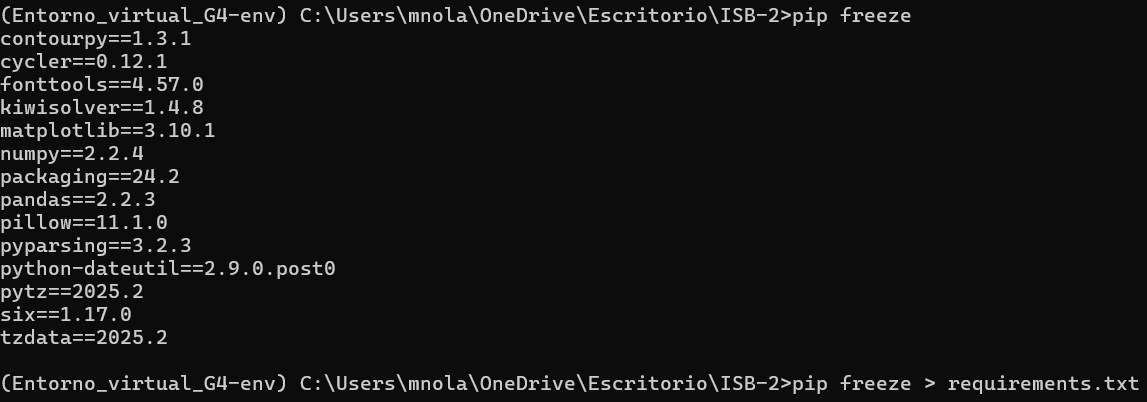 (Entorno_virtual_G4-env) C:\Users\mnola\OneDrive\Escritorio\ISB-2>pip freeze
contourpy==1.3.1
cycler==0.12.1
fonttools==4.57.0
kiwisolver==1.4.8
matplotlib==3.10.1
numpy==2.2.4
packaging==24.2
pandas==2.2.3
pillow==11.1.0
pyparsing==3.2.3
python-dateutil==2.9.0.post0
pytz==2025.2
six==1.17.0
tzdata==2025.2
(Entorno_virtual_G4-env) C:\Users\mnola\OneDrive\Escritorio\ISB-2>pip freeze > requirements.txt